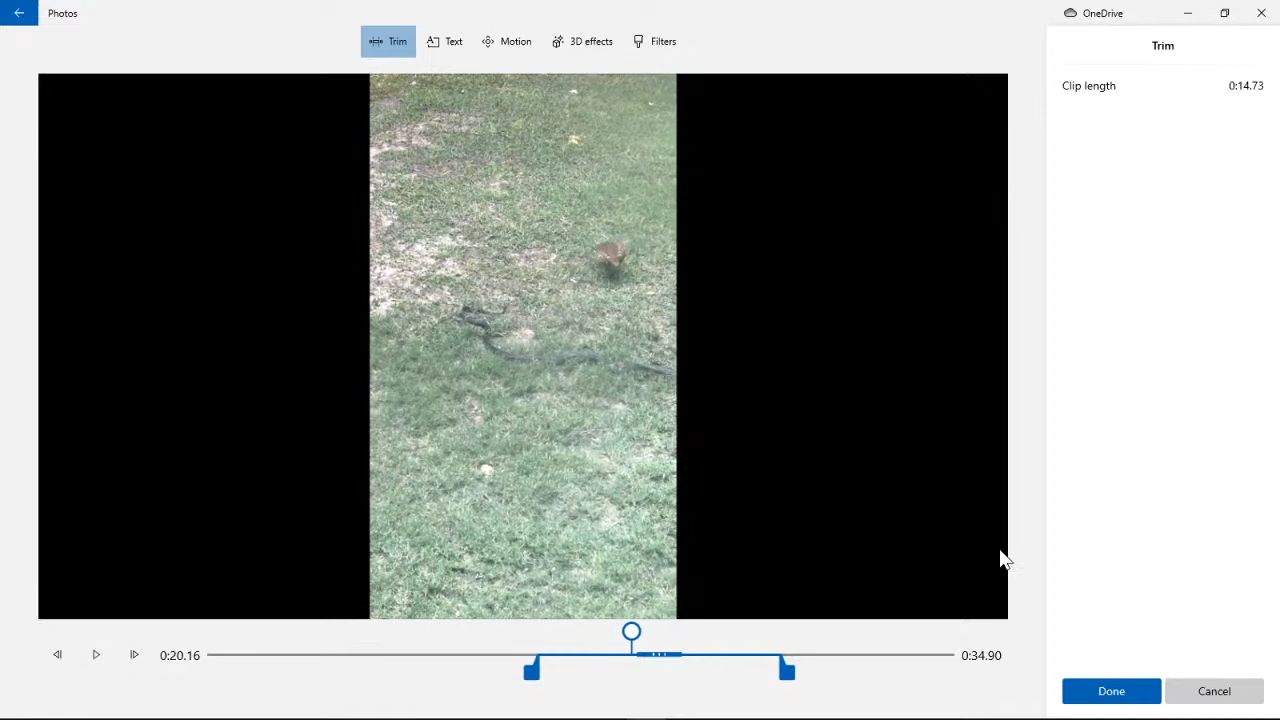 Photos
OneDrive
Trim
Text
Motion
3D effects
Filters
Trim
Clip length
0:14.73
0:20.16
0:34.90
Done
Cancel